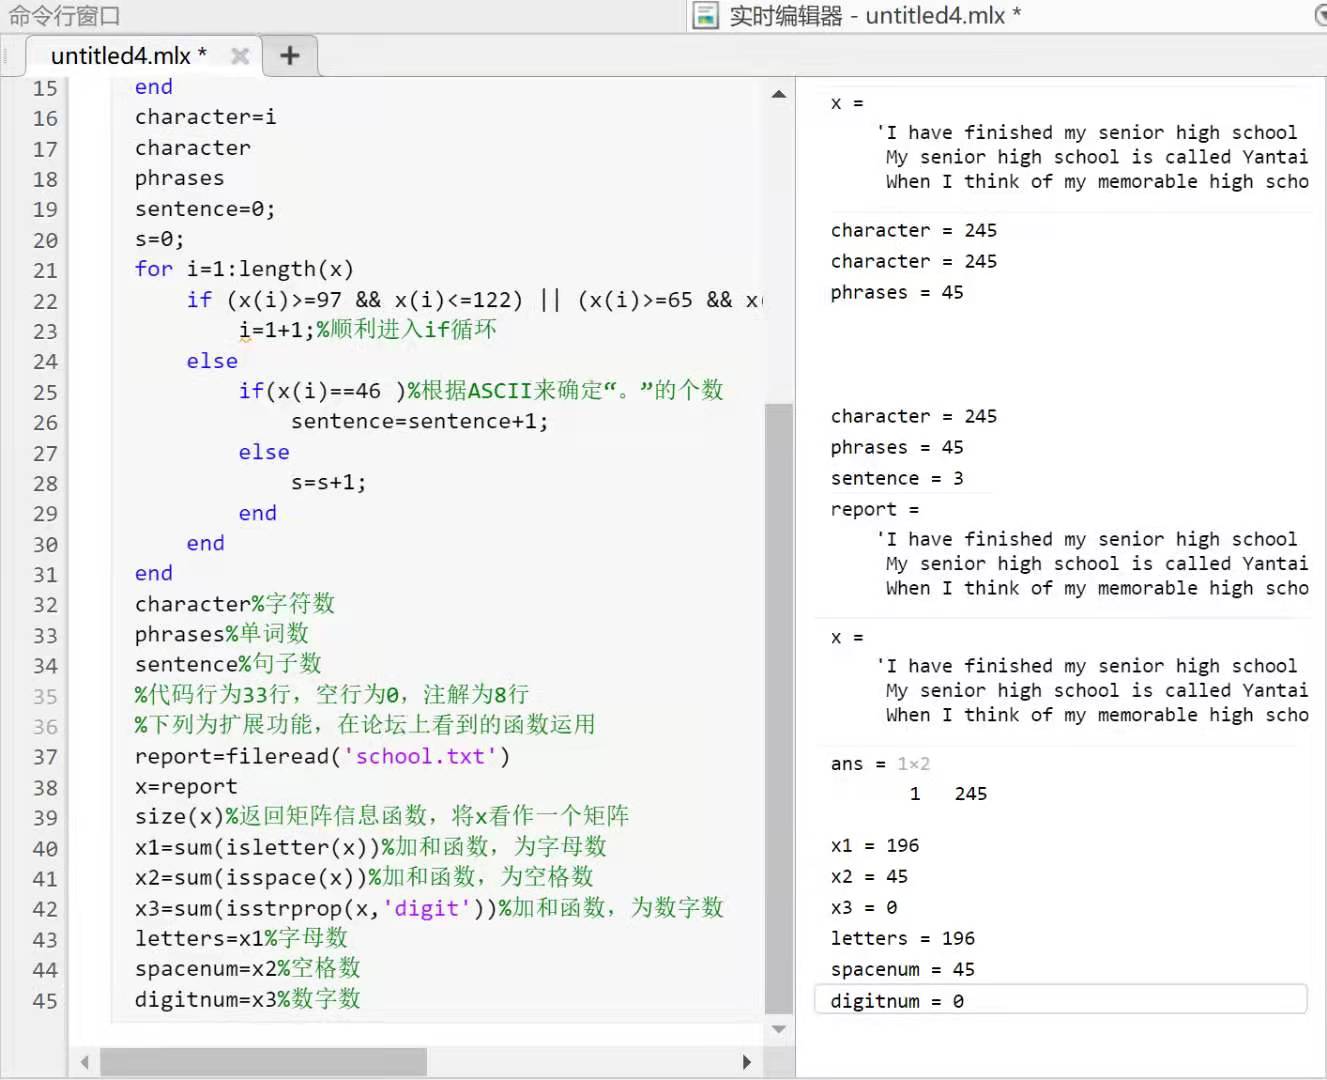 命令行窗口
实时编辑器 - untitled4.mlx *
untitled4.mlx *
15 end
16 character=i
17 character
18 phrases
19 sentence=0;
20 s=0;
21 for i=1:length(x)
22 if (x(i)>=97 && x(i)<=122) || (x(i)>=65 && x(
23 i=1+1;%顺利进入if循环
24 else
25 if(x(i)==46 )%根据ASCII来确定“。”的个数
26 sentence=sentence+1;
27 else
28 s=s+1;
29 end
30 end
31 end
32 character%字符数
33 phrases%单词数
34 sentence%句子数
35 %代码行为33行，空行为0，注解为8行
36 %下列为扩展功能，在论坛上看到的函数运用
37 report=fileread('school.txt')
38 x=report
39 size(x)%返回矩阵信息函数，将x看作一个矩阵
40 x1=sum(isletter(x))%加和函数，为字母数
41 x2=sum(isspace(x))%加和函数，为空格数
42 x3=sum(isstrprop(x,'digit'))%加和函数，为数字数
43 letters=x1%字母数
44 spacenum=x2%空格数
45 digitnum=x3%数字数
x =
'I have finished my senior high school
My senior high school is called Yantai
When I think of my memorable high scho
character = 245
character = 245
phrases = 45
character = 245
phrases = 45
sentence = 3
report =
'I have finished my senior high school
My senior high school is called Yantai
When I think of my memorable high scho
x =
'I have finished my senior high school
My senior high school is called Yantai
When I think of my memorable high scho
ans = 1×2
1 245
x1 = 196
x2 = 45
x3 = 0
letters = 196
spacenum = 45
digitnum = 0